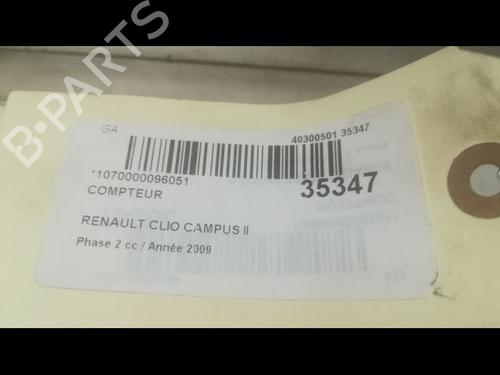 B-PARTS
GA
40300501 35347
*1070000096051
35347
COMPTEUR
RENAULT CLIO CAMPUS II
Phase 2 cc / Année 2009